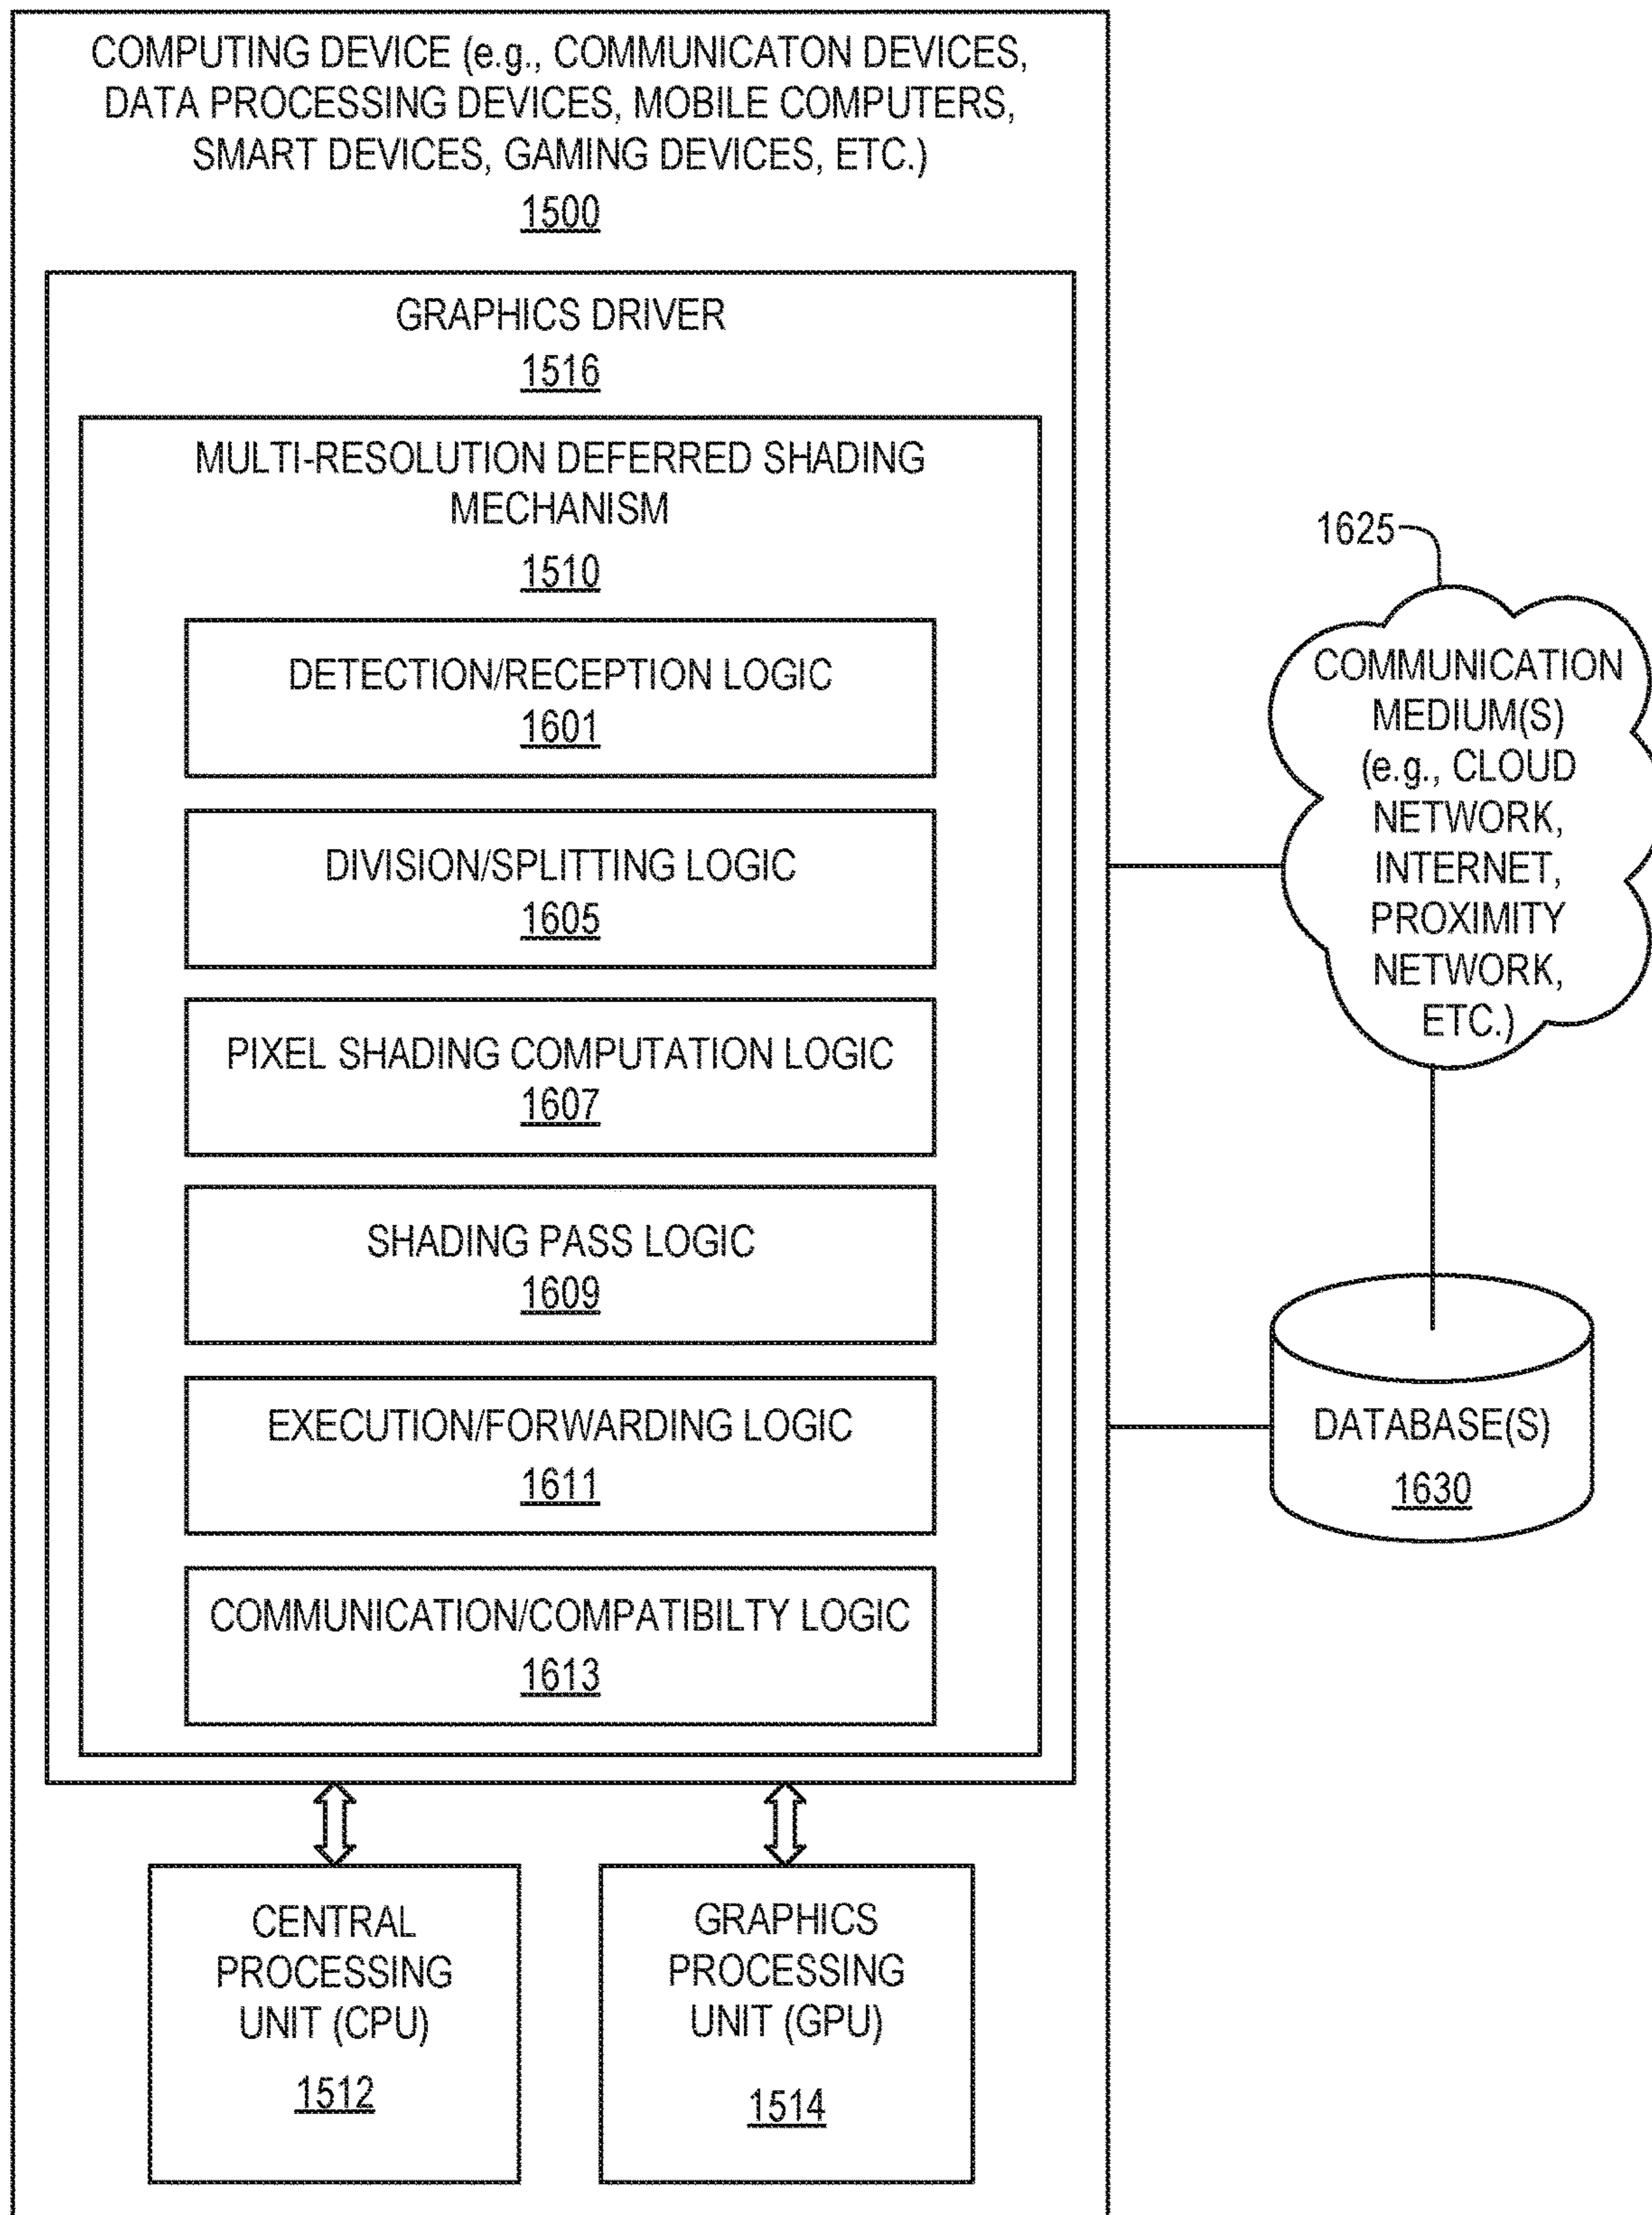 COMPUTING DEVICE (e.g., COMMUNICATON DEVICES,
DATA PROCESSING DEVICES, MOBILE COMPUTERS,
SMART DEVICES, GAMING DEVICES, ETC.)
1500
GRAPHICS DRIVER
1516
MULTI-RESOLUTION DEFERRED SHADING
MECHANISM
1510
DETECTION/RECEPTION LOGIC
1601
DIVISION/SPLITTING LOGIC
1605
PIXEL SHADING COMPUTATION LOGIC
1607
SHADING PASS LOGIC
1609
EXECUTION/FORWARDING LOGIC
1611
COMMUNICATION/COMPATIBILTY LOGIC
1613
CENTRAL
PROCESSING
UNIT (CPU)
1512
GRAPHICS
PROCESSING
UNIT (GPU)
1514
1625
COMMUNICATION
MEDIUM(S)
(e.g., CLOUD
NETWORK,
INTERNET,
PROXIMITY
NETWORK,
ETC.)
DATABASE(S)
1630